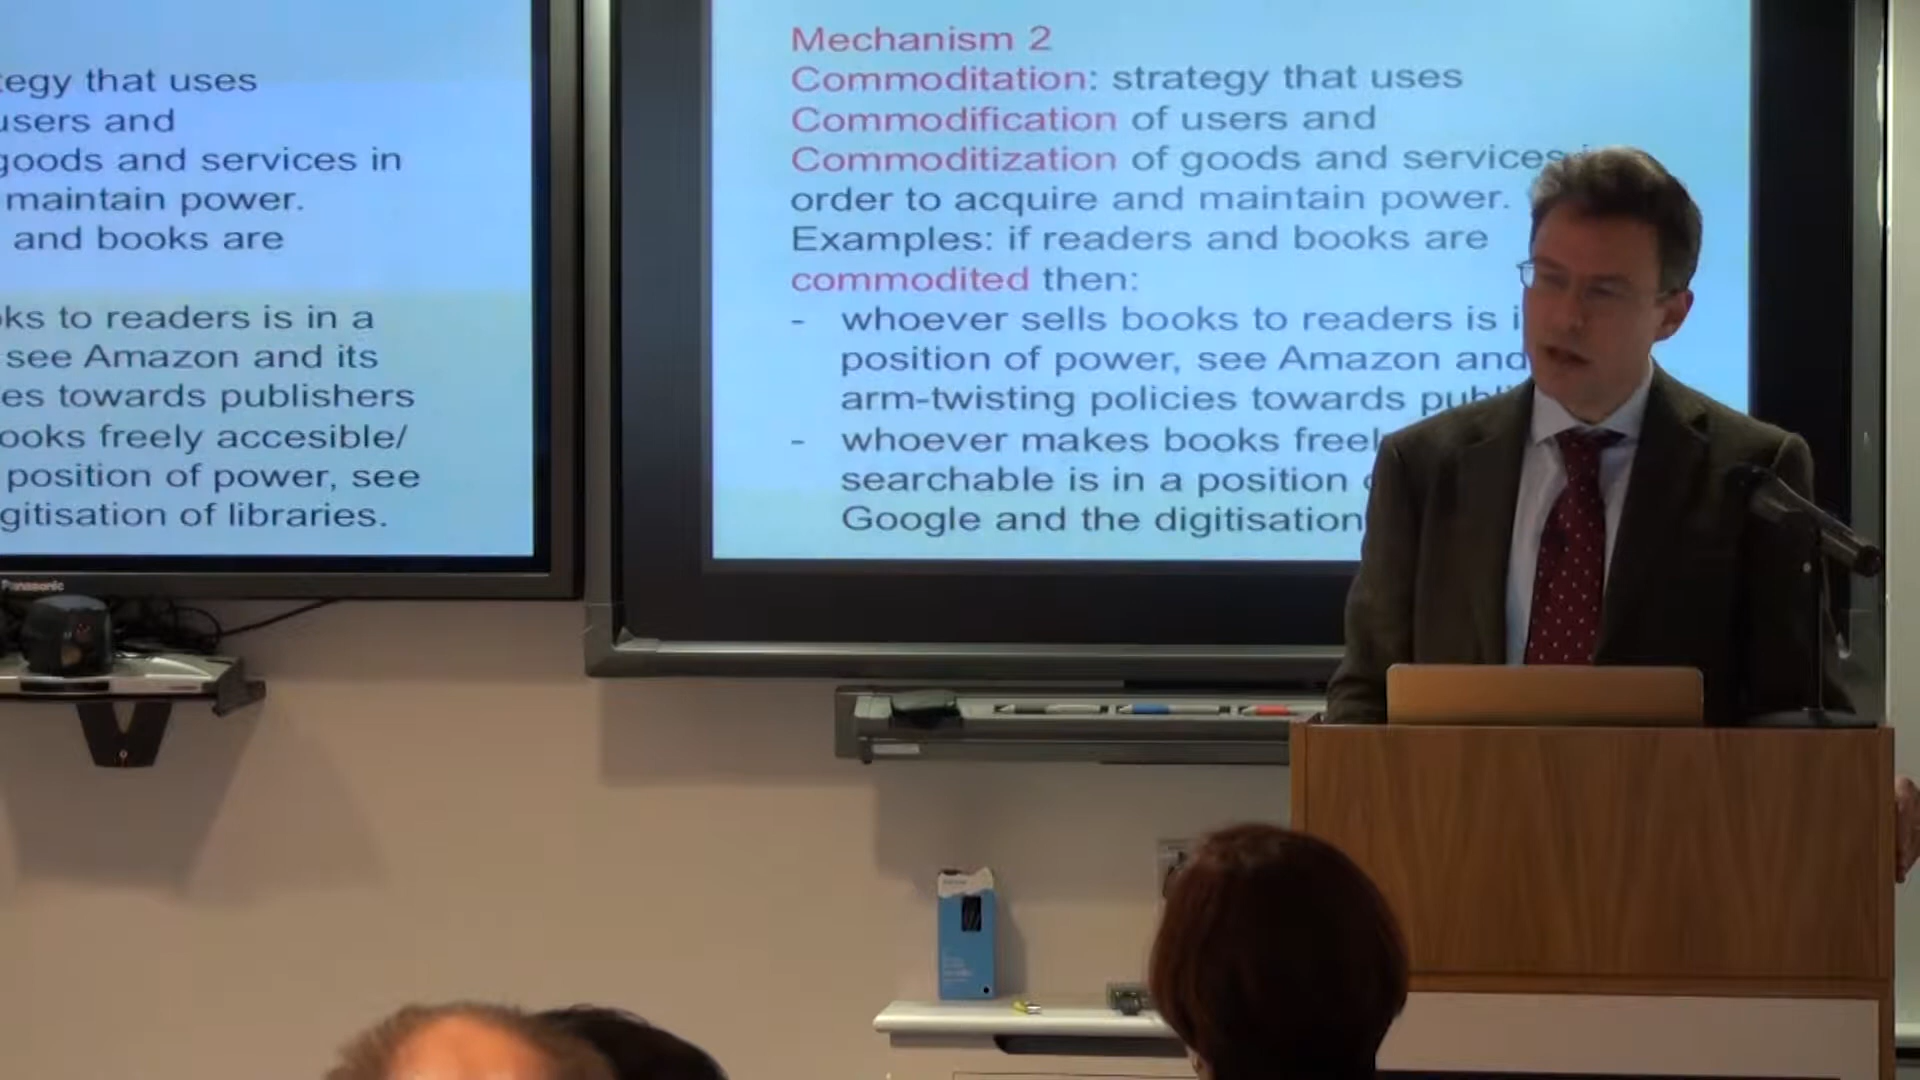 tegy that uses
users and
goods and services in
maintain power.
and books are
ks to readers is in a
see Amazon and its
es towards publishers
ooks freely accesible/
position of power, see
gitisation of libraries.
Panasonic
Mechanism 2
Commoditation: strategy that uses
Commodification of users and
Commoditization of goods and services
order to acquire and maintain power.
Examples: if readers and books are
commodited then:
- whoever sells books to readers is i
position of power, see Amazon and
arm-twisting policies towards publ
- whoever makes books freel
searchable is in a position
Google and the digitisation